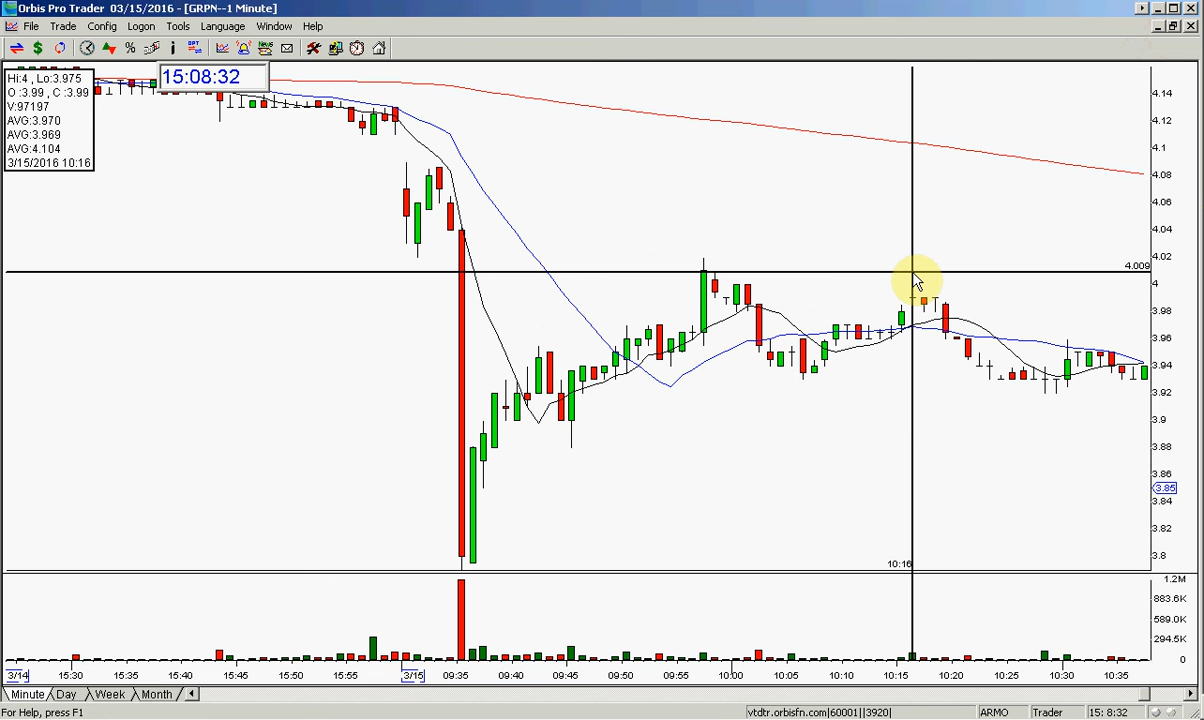 Orbis Pro Trader 03/15/2016 - [GRPN--1 Minute]
File Trade Config Logon Tools Language Window Help
15:08:32
Hi:4 , Lo:3.975
O :3.99 , C :3.99
V:97197
AVG:3.970
AVG:3.969
AVG:4.104
3/15/2016 10:16
4.14
4.12
4.1
4.08
4.06
4.04
4.02
4.009
4
3.98
3.96
3.94
3.92
3.9
3.88
3.86
3.85
3.84
3.82
3.8
10:16
1.2M
883.6K
589.0K
294.5K
0
3/14 15:30 15:35 15:40 15:45 15:50 15:55 3/15 09:35 09:40 09:45 09:50 09:55 10:00 10:05 10:10 10:15 10:20 10:25 10:30 10:35
Minute Day Week Month
For Help, press F1 vtdtr.orbisfn.com|60001||3920| ARMO Trader 15: 8:32